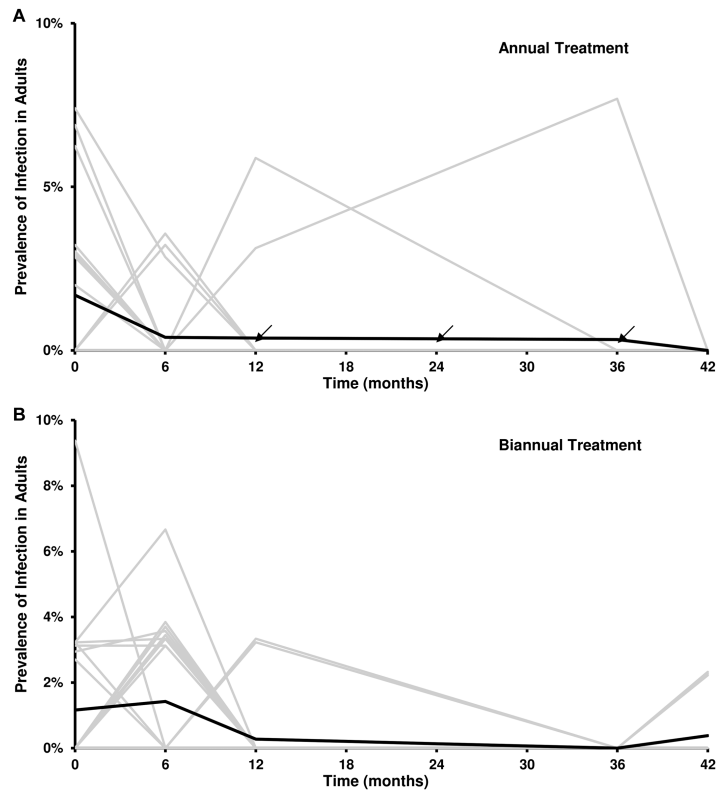 A
10%
Annual Treatment
5%
0%
Prevalence of Infection in Adults
0 6 12 18 24 30 36 42
Time (months)
B
10%
Biannual Treatment
8%
6%
4%
2%
0%
Prevalence of Infection in Adults
0 6 12 18 24 30 36 42
Time (months)